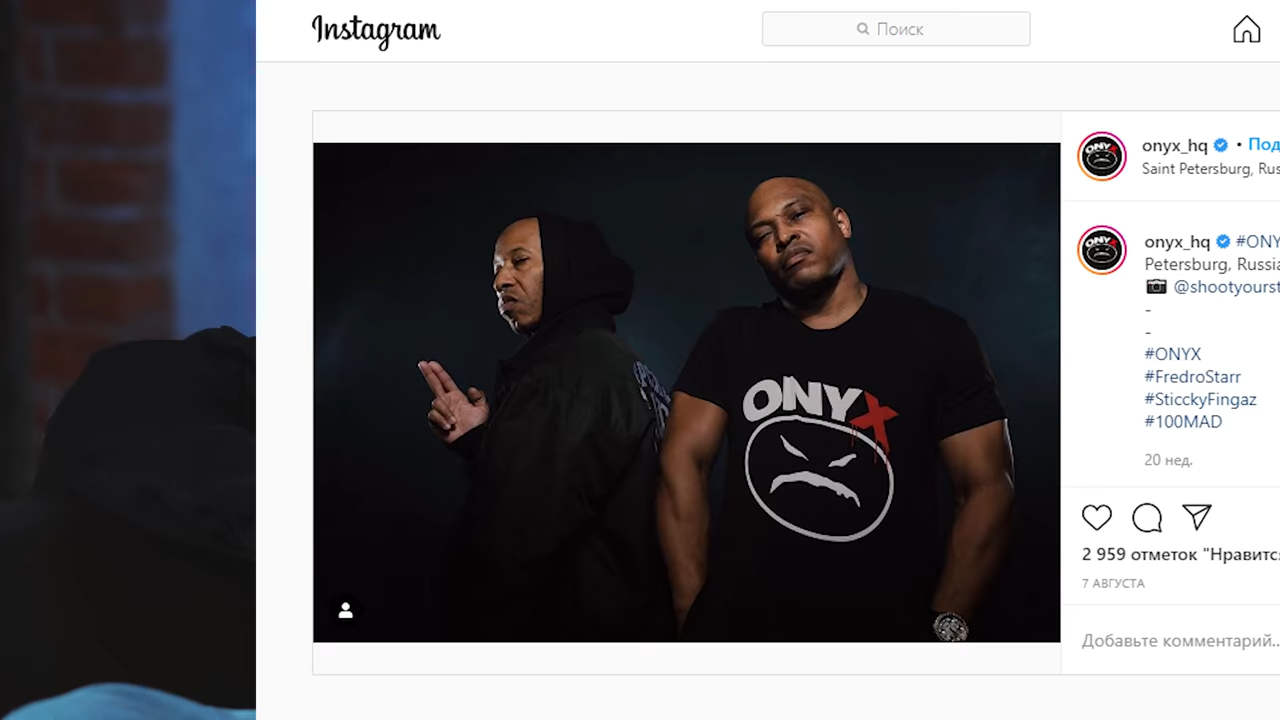 Instagram
Поиск
onyx_hq • Под
Saint Petersburg, Rus
onyx_hq #ONY
Petersburg, Russia
@shootyourst
-
-
#ONYX
#FredroStarr
#SticckyFingaz
#100MAD
20 нед.
2 959 отметок "Нравитс
7 АВГУСТА
Добавьте комментарий...
ONYX